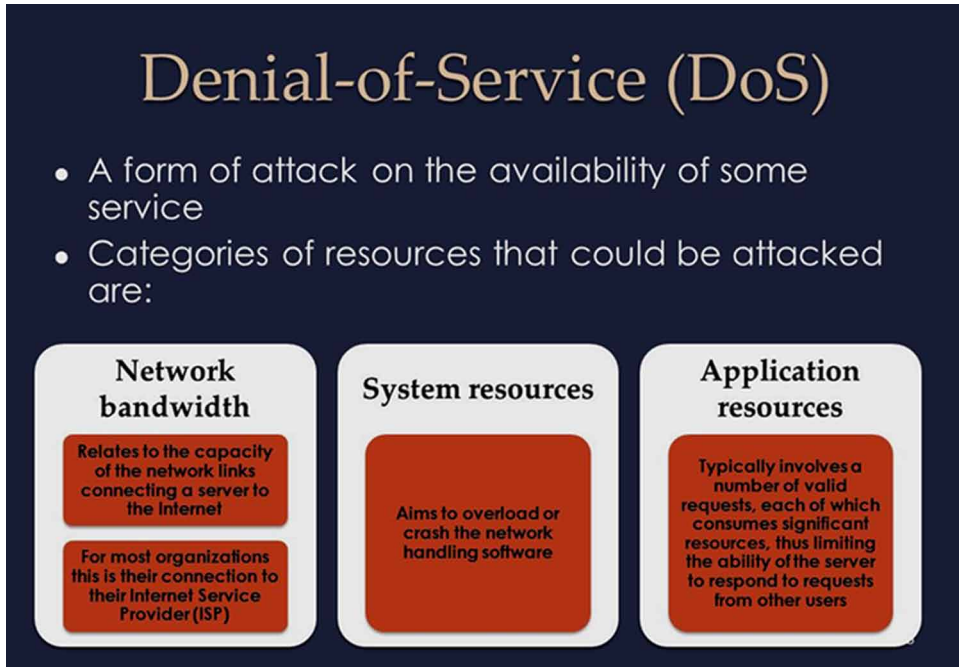 Denial-of-Service (DoS)
• A form of attack on the availability of some
service
• Categories of resources that could be attacked
are:
Network
bandwidth
Relates to the capacity
of the network links
connecting a server to
the Internet
For most organizations
this is their connection to
their Internet Service
Provider (ISP)
System resources
Aims to overload or
crash the network
handling software
Application
resources
Typically involves a
number of valid
requests, each of which
consumes significant
resources, thus limiting
the ability of the server
to respond to requests
from other users